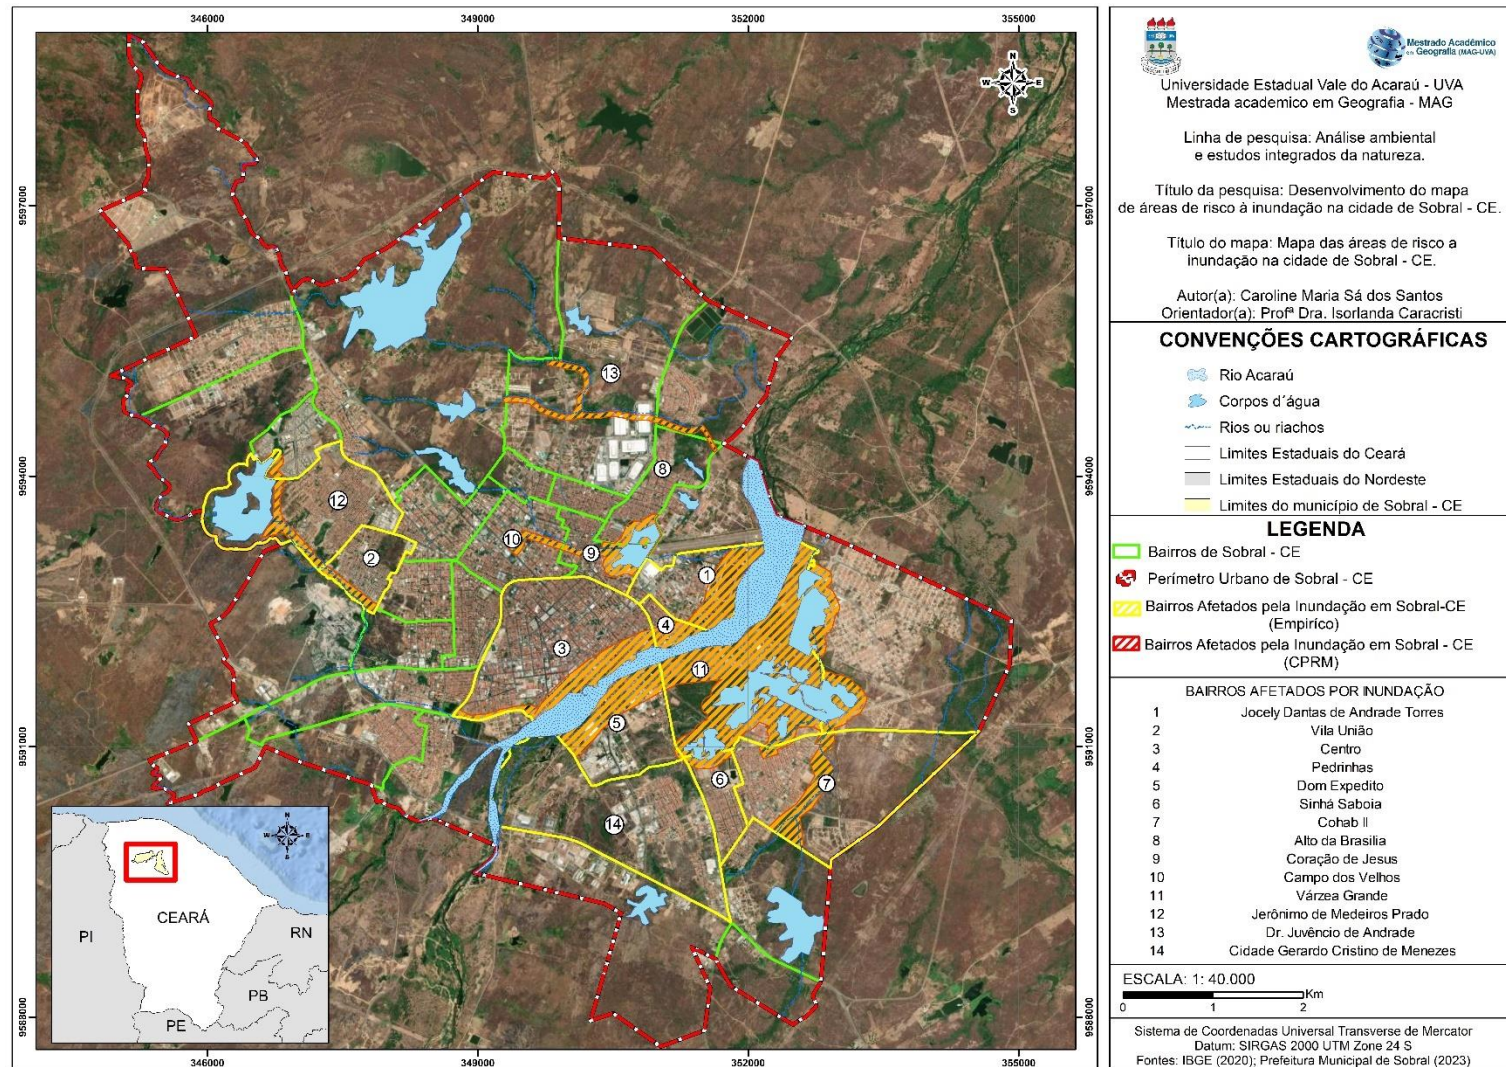 346000
349000
352000
355000
9597000
9594000
9591000
9588000
9597000
9594000
9591000
9588000
346000
349000
352000
355000
N
W
E
S
13
8
12
10
9
2
1
4
3
11
5
6
7
14
N
W
E
S
CEARÁ
PI
RN
PB
PE
Mestrado Acadêmico
em Geografia (MAG-UVA)
Universidade Estadual Vale do Acaraú - UVA
Mestrada academico em Geografia - MAG
Linha de pesquisa: Análise ambiental
e estudos integrados da natureza.
Título da pesquisa: Desenvolvimento do mapa
de áreas de risco à inundação na cidade de Sobral - CE.
Título do mapa: Mapa das áreas de risco a
inundação na cidade de Sobral - CE.
Autor(a): Caroline Maria Sá dos Santos
Orientador(a): Profª Dra. Isorlanda Caracristi
CONVENÇÕES CARTOGRÁFICAS
Rio Acaraú
Corpos d´água
Rios ou riachos
Limites Estaduais do Ceará
Limites Estaduais do Nordeste
Limites do município de Sobral - CE
LEGENDA
Bairros de Sobral - CE
Perímetro Urbano de Sobral - CE
Bairros Afetados pela Inundação em Sobral-CE
(Empiríco)
Bairros Afetados pela Inundação em Sobral - CE
(CPRM)
BAIRROS AFETADOS POR INUNDAÇÃO
1 Jocely Dantas de Andrade Torres
2 Vila União
3 Centro
4 Pedrinhas
5 Dom Expedito
6 Sinhá Saboia
7 Cohab II
8 Alto da Brasilia
9 Coração de Jesus
10 Campo dos Velhos
11 Várzea Grande
12 Jerônimo de Medeiros Prado
13 Dr. Juvêncio de Andrade
14 Cidade Gerardo Cristino de Menezes
ESCALA: 1: 40.000
0 1 2 Km
Sistema de Coordenadas Universal Transverse de Mercator
Datum: SIRGAS 2000 UTM Zone 24 S
Fontes: IBGE (2020); Prefeitura Municipal de Sobral (2023)